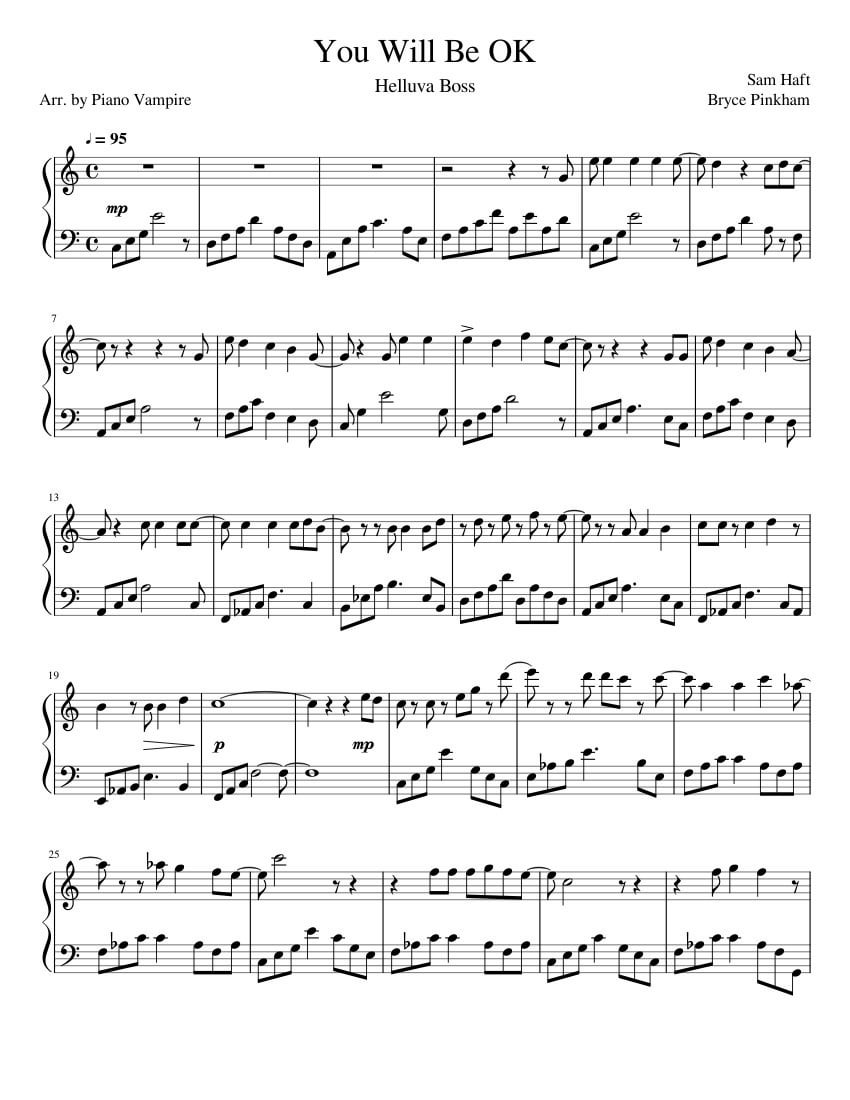 You Will Be OK
Helluva Boss
Sam Haft
Arr. by Piano Vampire
Bryce Pinkham
♩ = 95
mp
7
13
19
p
mp
25